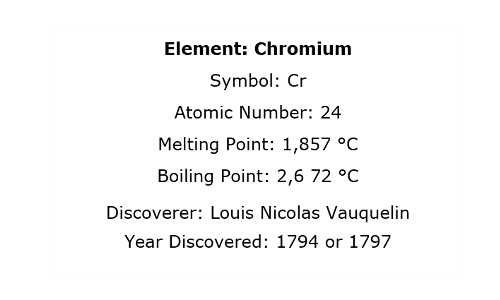 Element: Chromium
Symbol: Cr
Atomic Number: 24
Melting Point: 1,857 °C
Boiling Point: 2,6 72 °C
Discoverer: Louis Nicolas Vauquelin
Year Discovered: 1794 or 1797